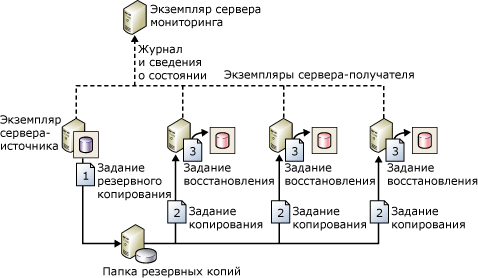 Экземпляр сервера
мониторинга
Журнал
и сведения
о состоянии
Экземпляры сервера-получателя
Экземпляр
сервера-
источника
3
3
3
1
Задание
резервного
копирования
Задание
восстановления
Задание
восстановления
Задание
восстановления
2
Задание
копирования
2
Задание
копирования
2
Задание
копирования
Папка резервных копий